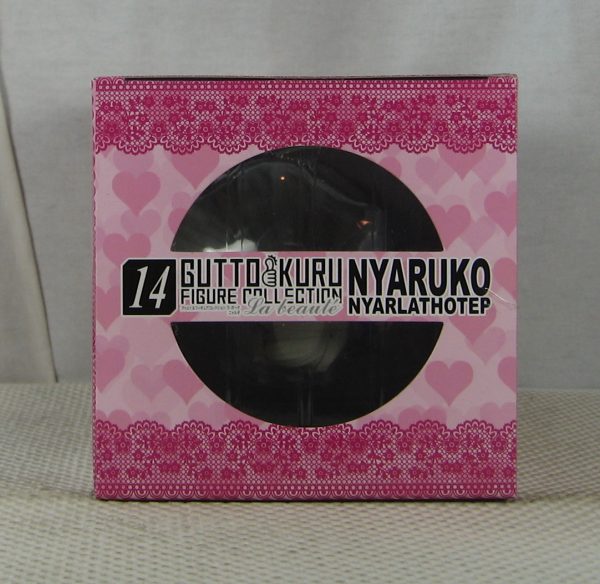 14
GUTTO KURU
FIGURE COLLECTION
La beauté
NYARUKO
NYARLATHOTEP